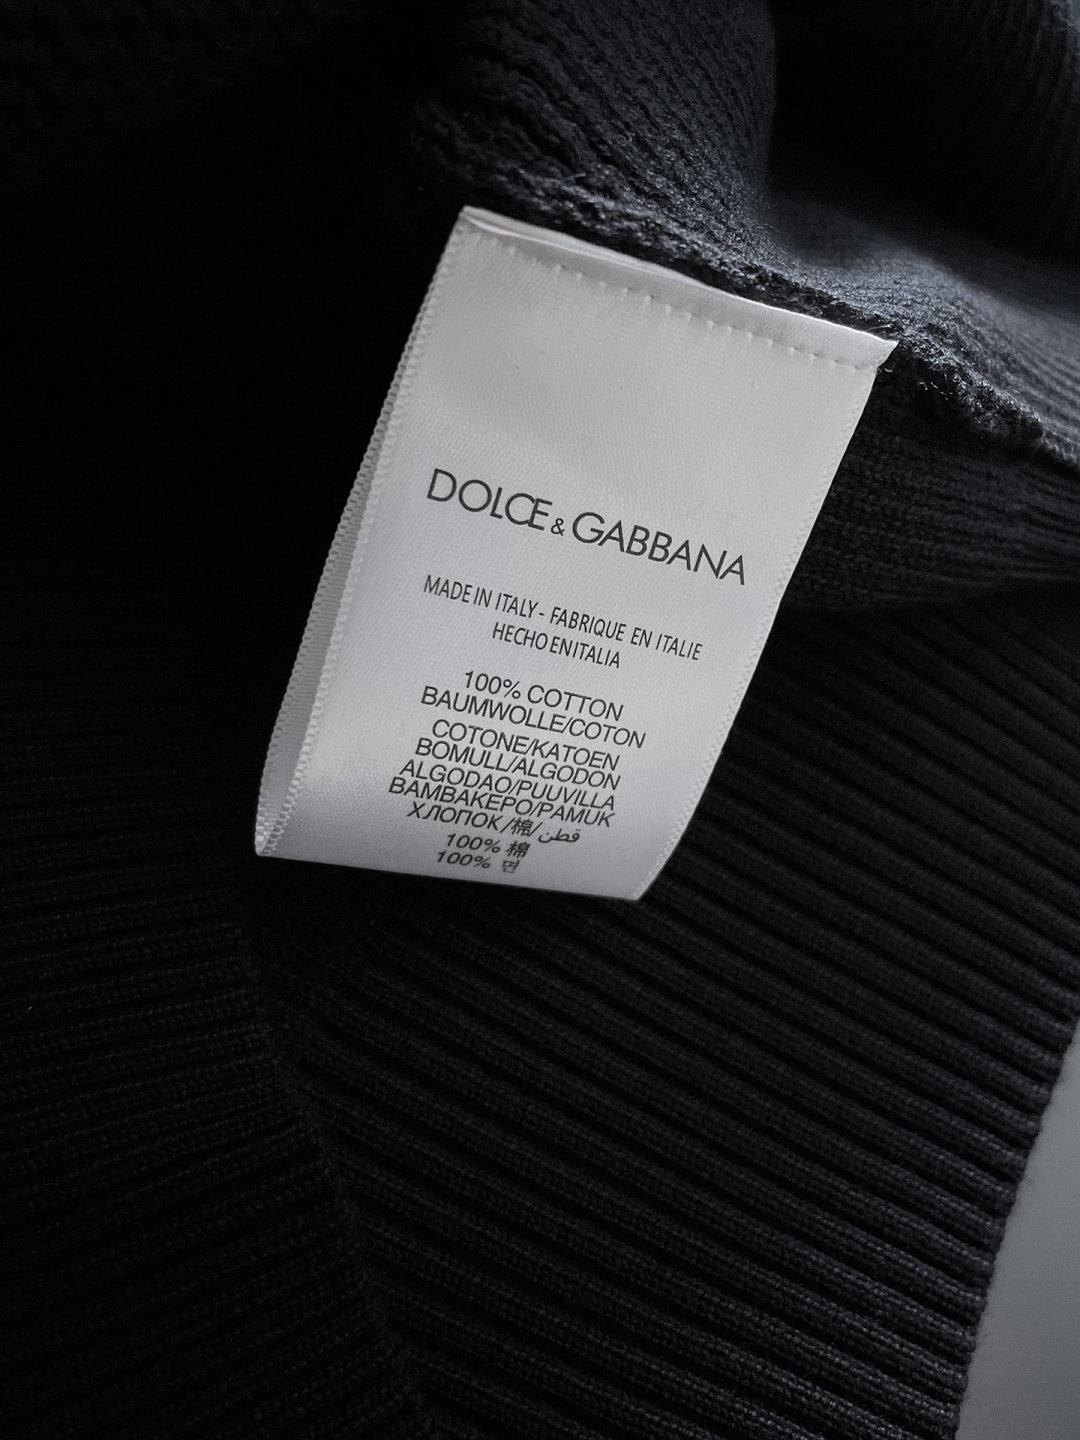 DOLCE & GABBANA
MADE IN ITALY - FABRIQUE EN ITALIE
HECHO EN ITALIA
100% COTTON
BAUMWOLLE/COTON
COTONE/KATOEN
BOMULL/ALGODÓN
ALGODAO/PUUVILLA
BAMBAKEPO/PAMUK
ХЛОПОК/棉/قطن
100% 棉
100% 면